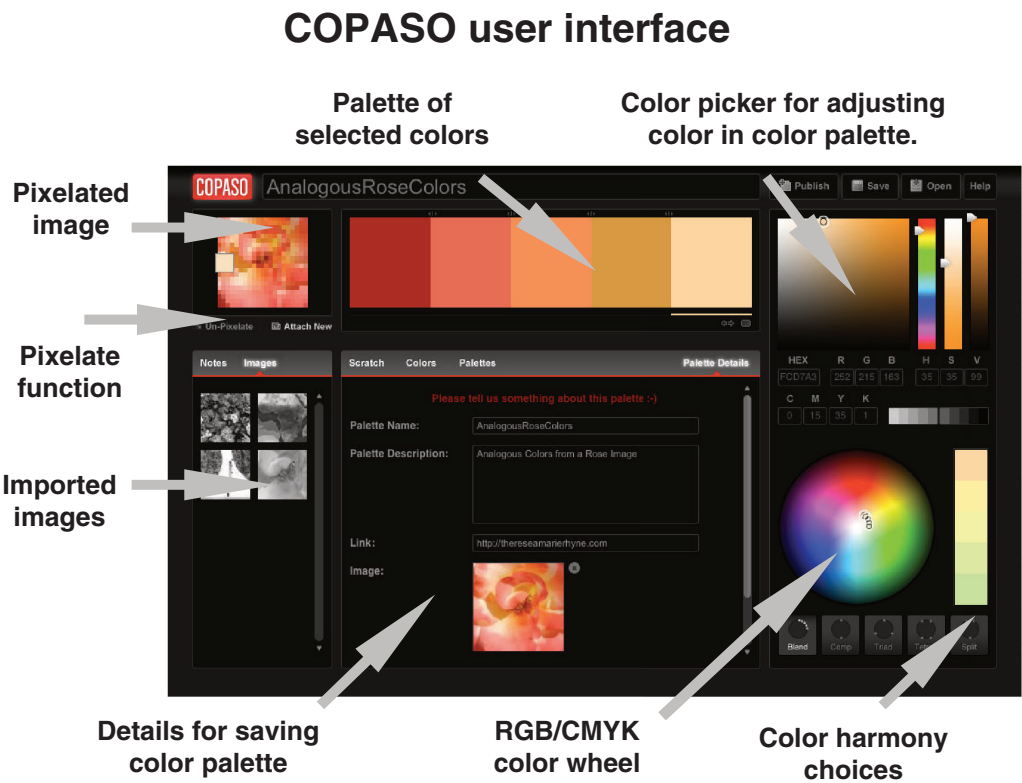 COPASO user interface
Palette of
selected colors
Color picker for adjusting
color in color palette.
Pixelated
image
COPASO
AnalogousRoseColors
Publish
Save
Open
Help
Un-Pixelate
Attach New
Pixelate
function
Notes
Images
Scratch
Colors
Palettes
Palette Details
HEX R G B H S V
FCD7A3 252 215 163 35 35 99
C M Y K
0 15 35 1
Please tell us something about this palette :-)
Palette Name: AnalogousRoseColors
Palette Description: Analogous Colors from a Rose Image
Imported
images
Link: http://theresamarierhyne.com
Image:
Blend
Comp
Triad
Split
Details for saving
color palette
RGB/CMYK
color wheel
Color harmony
choices